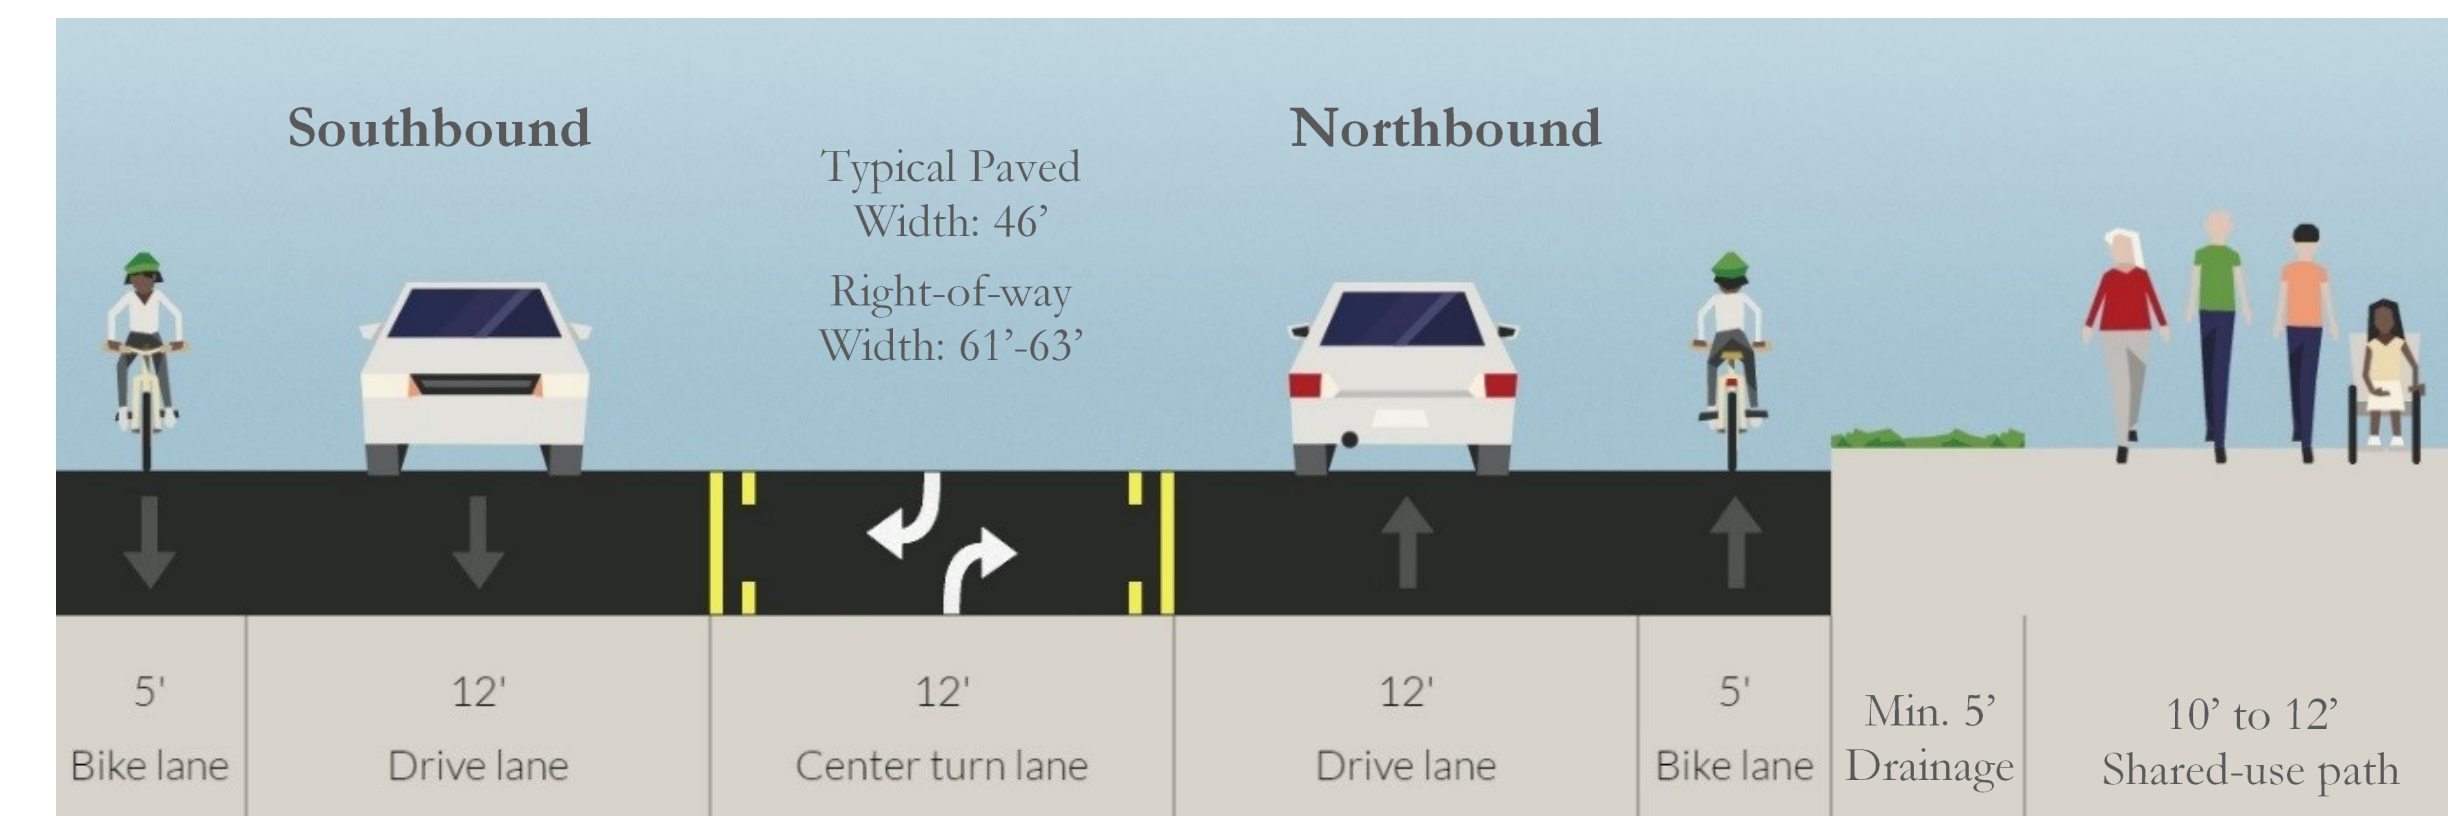 Southbound
Northbound
Typical Paved
Width: 46’
Right-of-way
Width: 61’-63’
5'
Bike lane
12'
Drive lane
12'
Center turn lane
12'
Drive lane
5'
Bike lane
Min. 5’
Drainage
10’ to 12’
Shared-use path